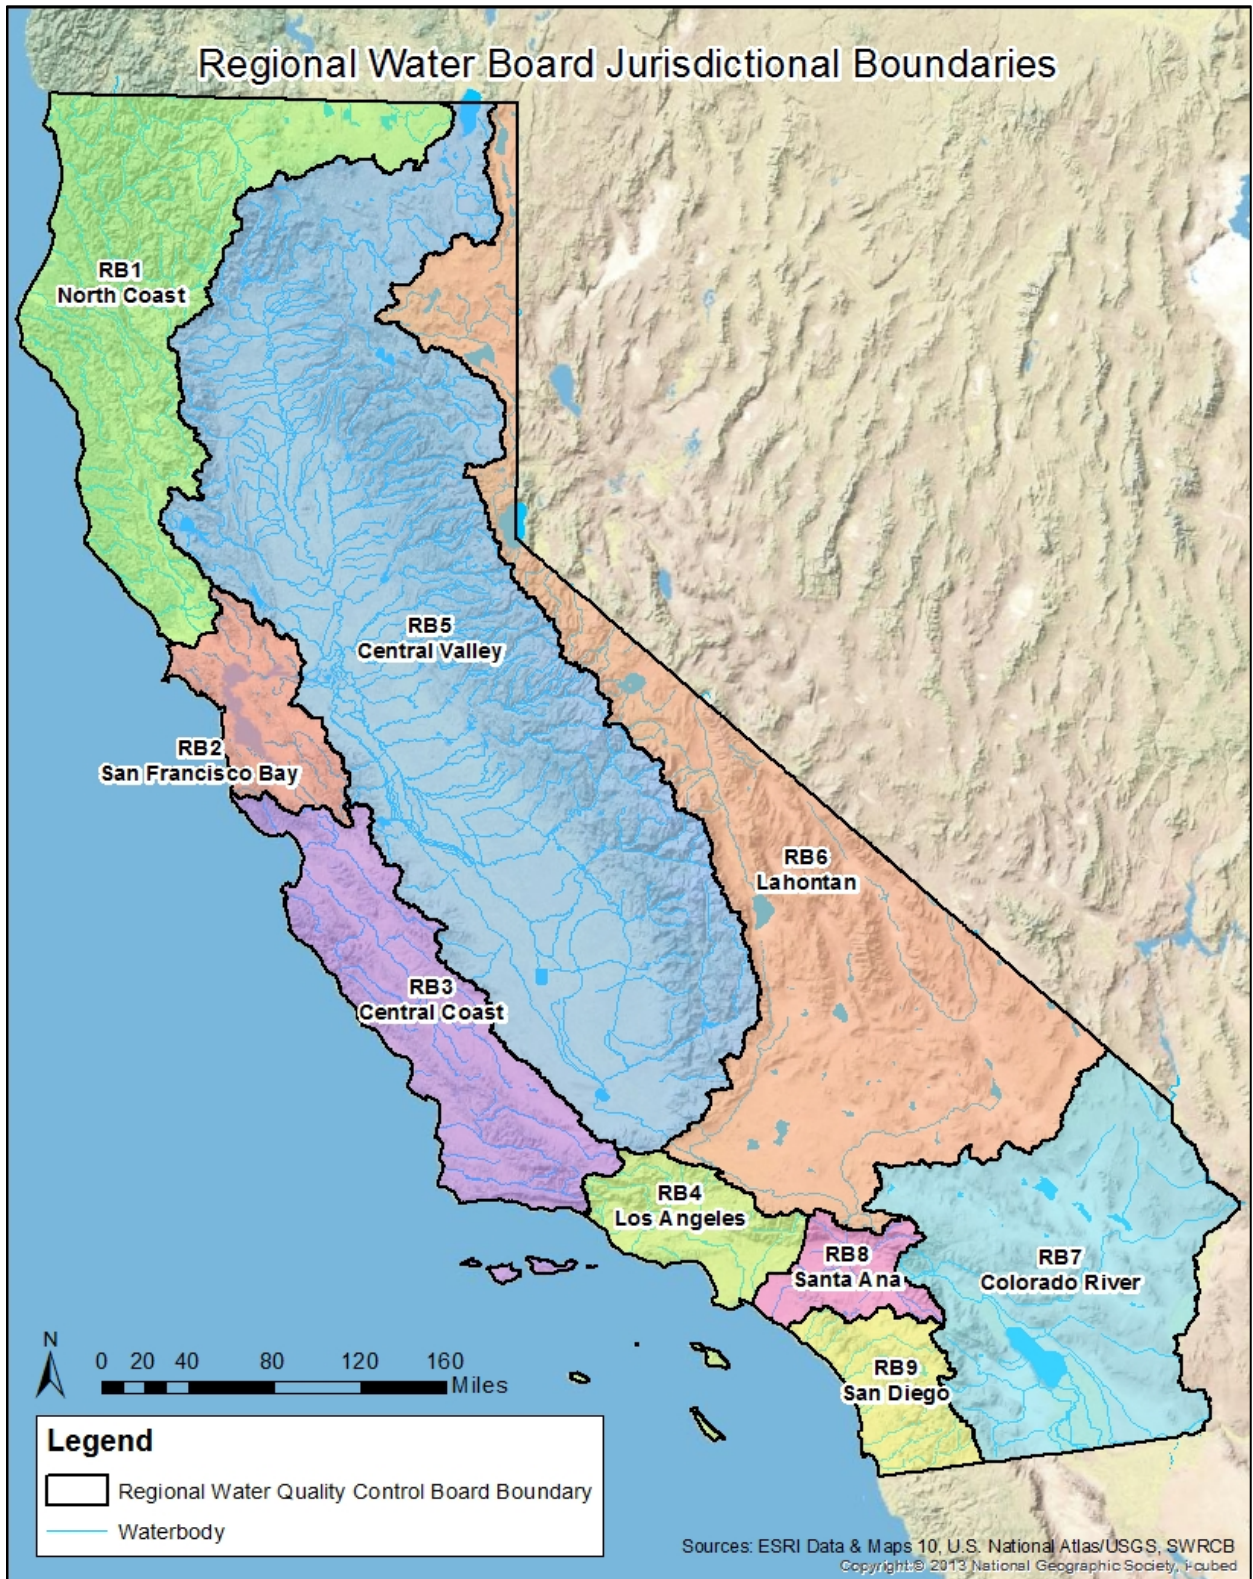 Regional Water Board Jurisdictional Boundaries
RB1
North Coast
RB5
Central Valley
RB2
San Francisco Bay
RB6
Lahontan
RB3
Central Coast
RB4
Los Angeles
RB8
Santa Ana
RB7
Colorado River
RB9
San Diego
N
0 20 40 80 120 160
Miles
Legend
Regional Water Quality Control Board Boundary
Waterbody
Sources: ESRI Data & Maps 10, U.S. National Atlas/USGS, SWRCB
Copyright:© 2013 National Geographic Society, i-cubed